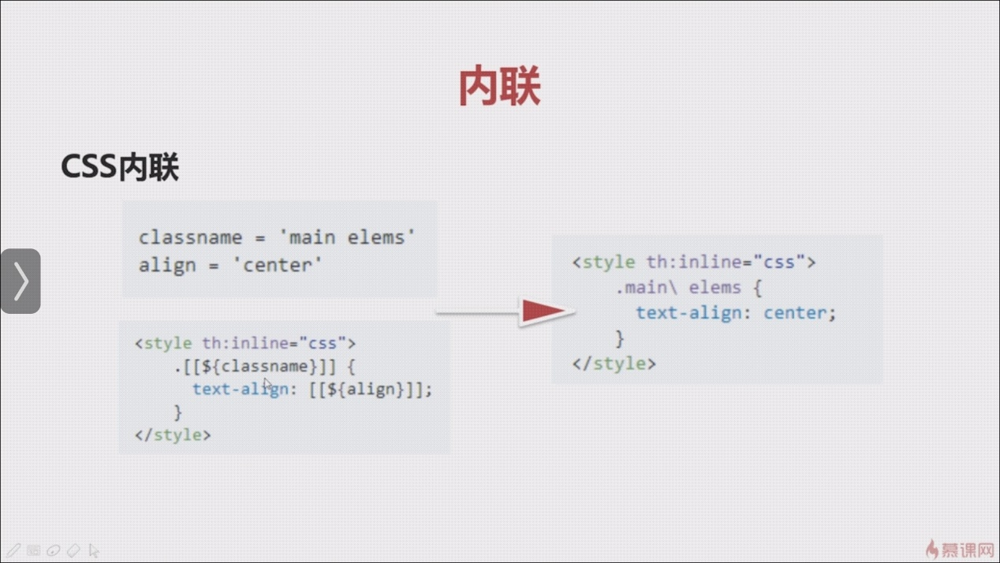 内联
CSS内联
classname = 'main elems'
align = 'center'
<style th:inline="css">
.[[${classname}]] {
text-align: [[${align}]];
}
</style>
<style th:inline="css">
.main\ elems {
text-align: center;
}
</style>
慕课网